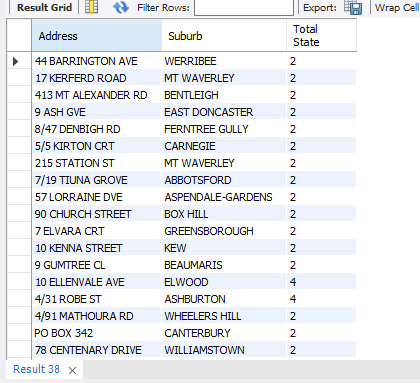 Result Grid Filter Rows: Export: Wrap Cel
Address Suburb Total State
44 BARRINGTON AVE WERRIBEE 2
17 KERFERD ROAD MT WAVERLEY 2
413 MT ALEXANDER RD BENTLEIGH 2
9 ASH GVE EAST DONCASTER 2
8/47 DENBIGH RD FERNTREE GULLY 2
5/5 KIRTON CRT CARNEGIE 2
215 STATION ST MT WAVERLEY 2
7/19 TIUNA GROVE ABBOTSFORD 2
57 LORRAINE DVE ASPENDALE-GARDENS 2
90 CHURCH STREET BOX HILL 2
7 ELVARA CRT GREENSBOROUGH 2
10 KENNA STREET KEW 2
9 GUMTREE CL BEAUMARIS 2
10 ELLENVALE AVE ELWOOD 4
4/31 ROBE ST ASHBURTON 4
4/91 MATHOURA RD WHEELERS HILL 2
PO BOX 342 CANTERBURY 2
78 CENTENARY DRIVE WILLIAMSTOWN 2
Result 38